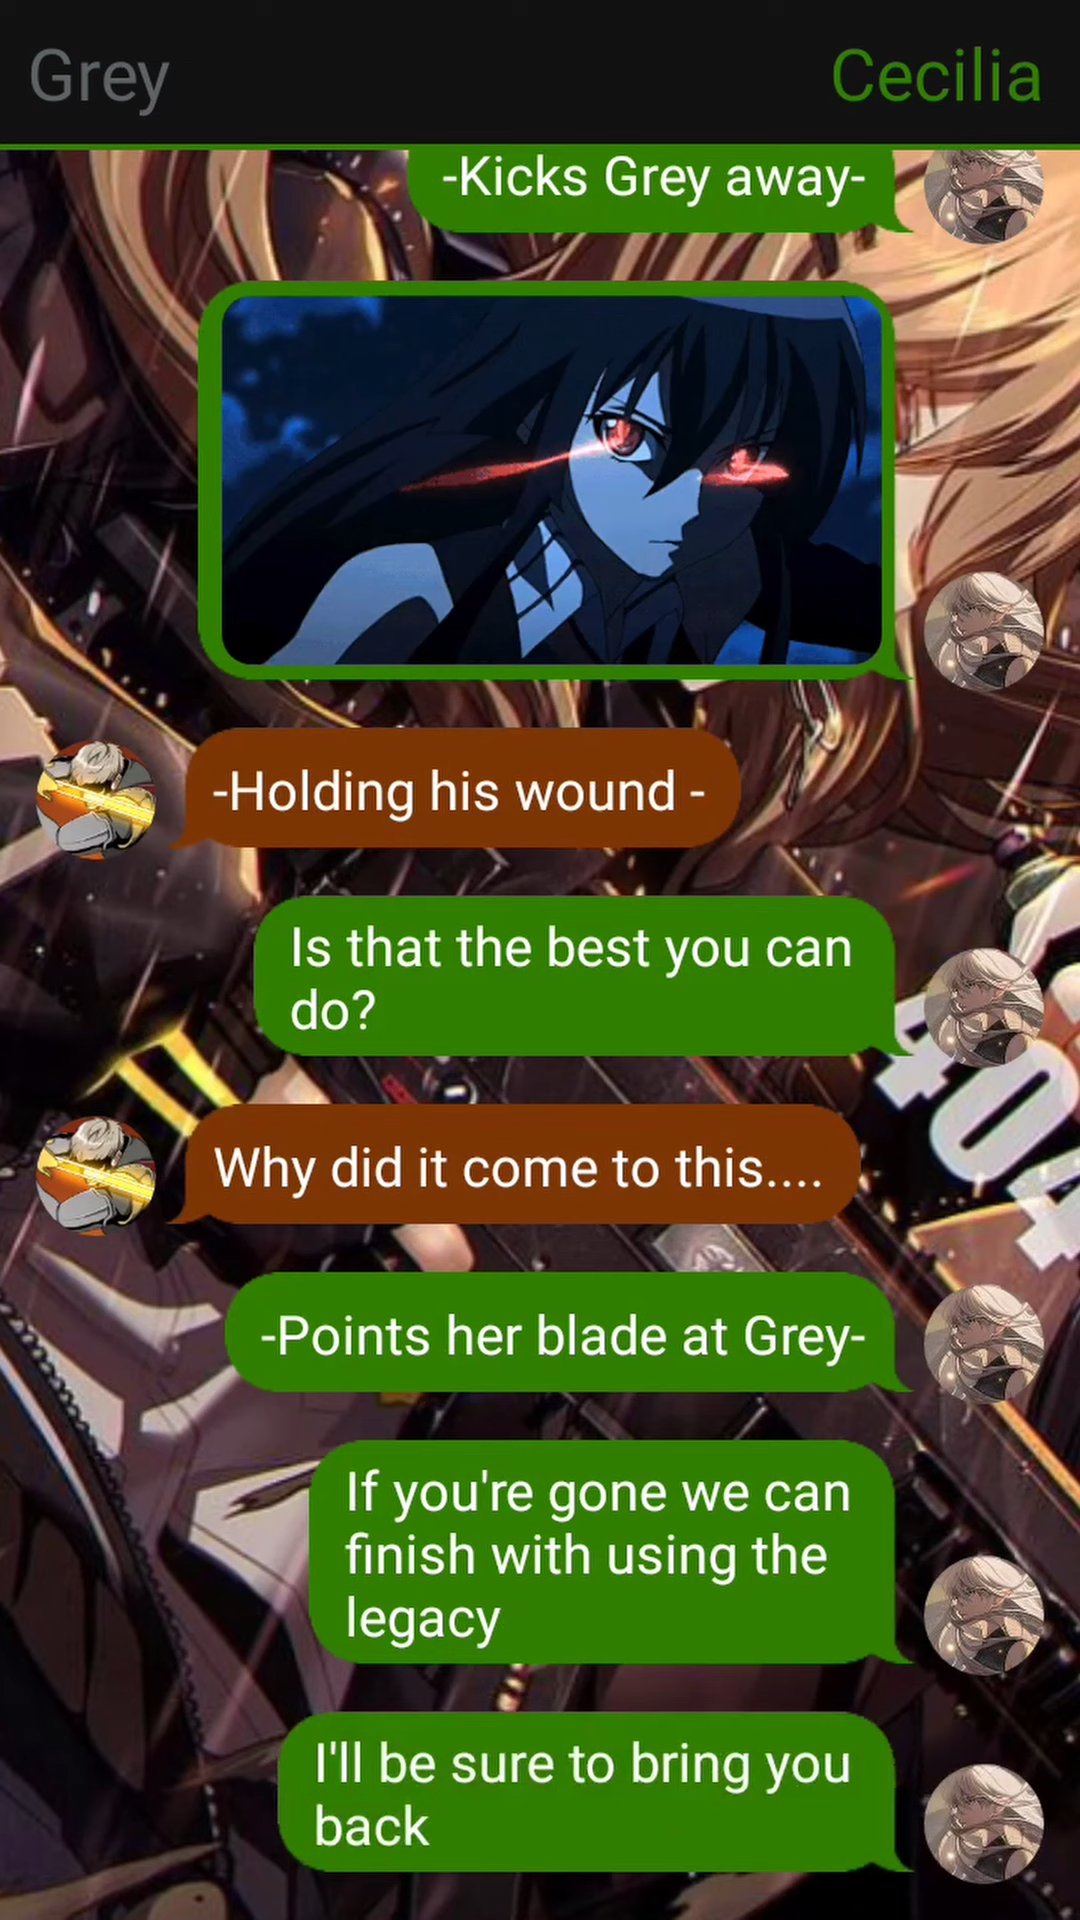 Grey
Cecilia
-Kicks Grey away-
-Holding his wound -
Is that the best you can
do?
404
Why did it come to this....
-Points her blade at Grey-
If you're gone we can
finish with using the
legacy
I'll be sure to bring you
back